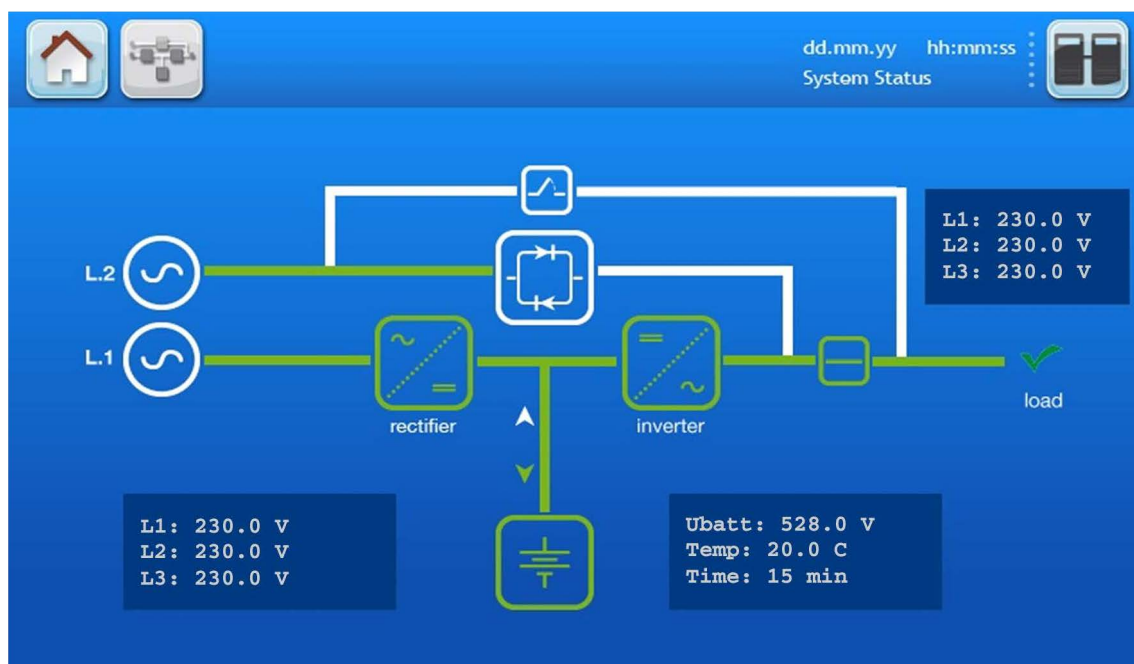 dd.mm.yy hh:mm:ss
System Status
L1: 230.0 V
L2: 230.0 V
L3: 230.0 V
L.2
L.1
load
rectifier
inverter
L1: 230.0 V
L2: 230.0 V
L3: 230.0 V
Ubatt: 528.0 V
Temp: 20.0 C
Time: 15 min